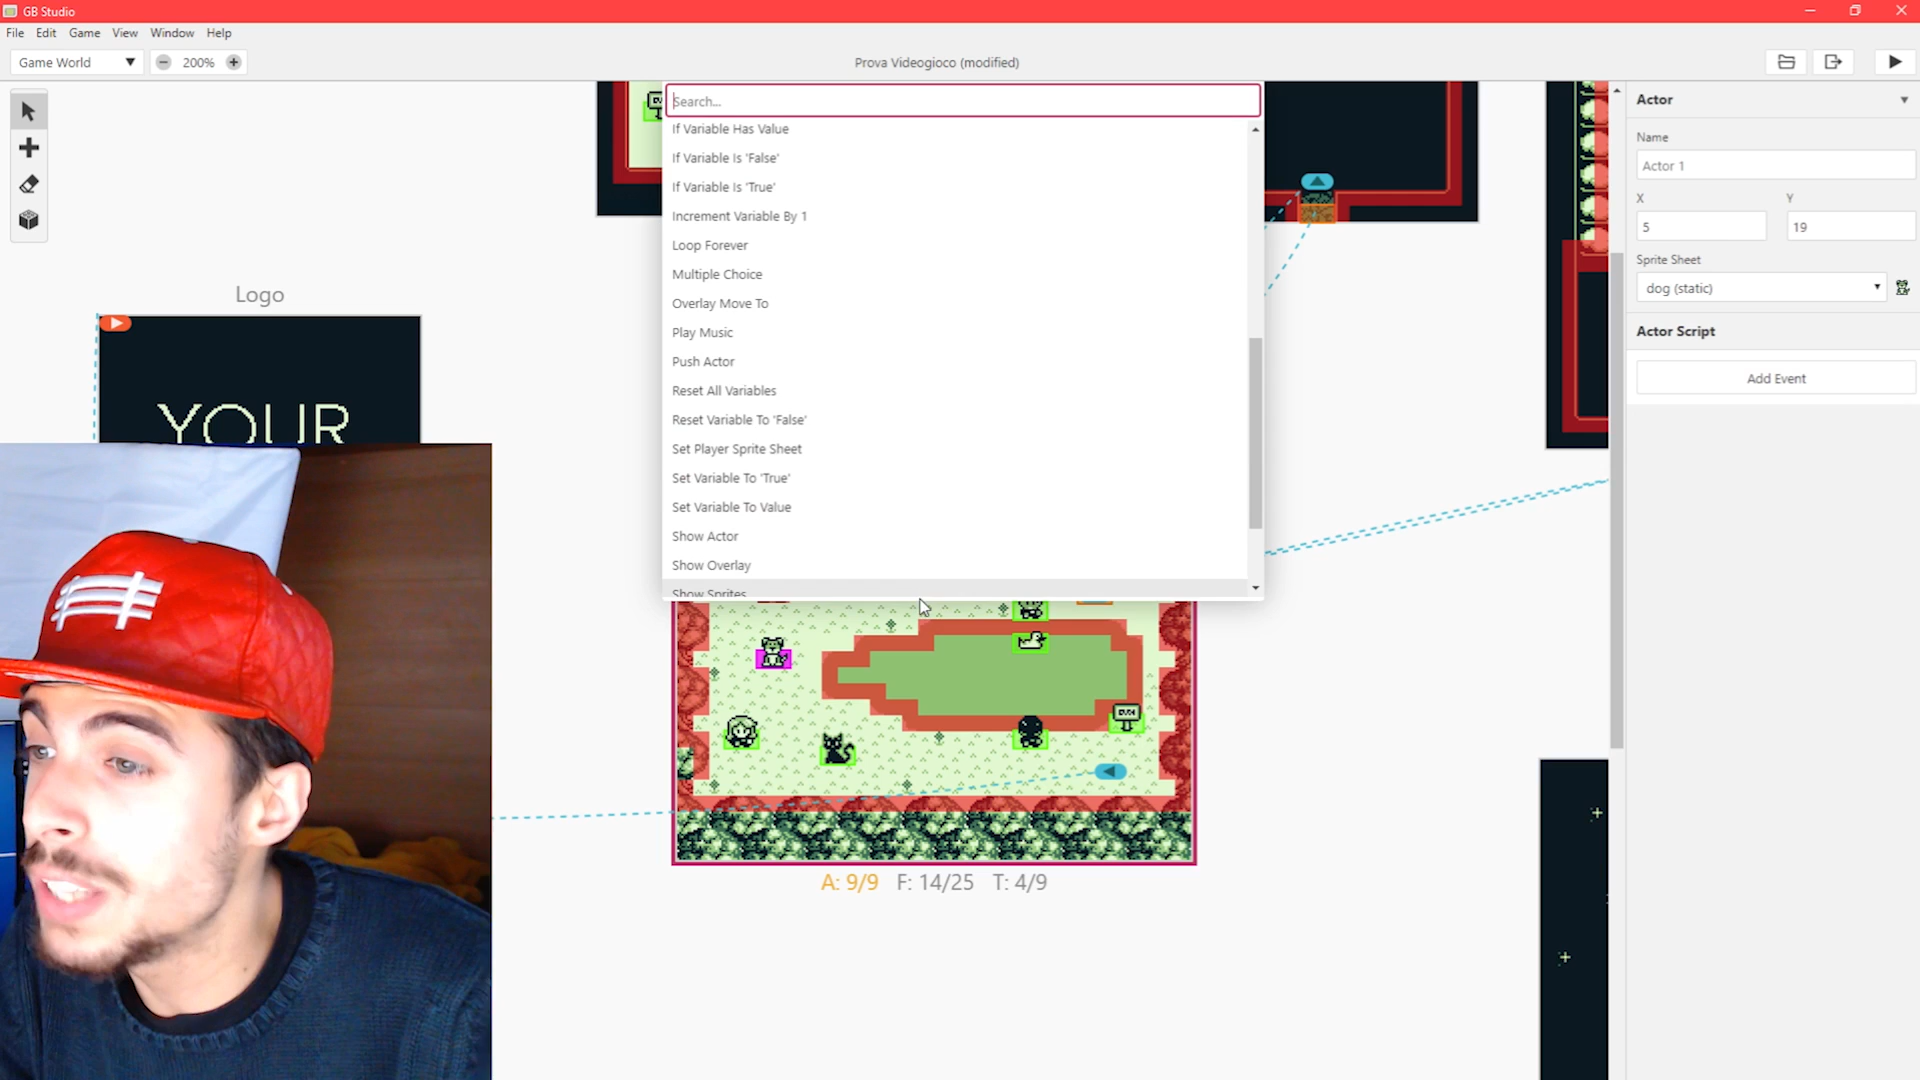 GB Studio
File Edit Game View Window Help
Game World
200%
Prova Videogioco (modified)
Search...
If Variable Has Value
If Variable Is 'False'
If Variable Is 'True'
Increment Variable By 1
Loop Forever
Multiple Choice
Overlay Move To
Play Music
Push Actor
Reset All Variables
Reset Variable To 'False'
Set Player Sprite Sheet
Set Variable To 'True'
Set Variable To Value
Show Actor
Show Overlay
Show Sprites
Logo
YOUR
A: 9/9 F: 14/25 T: 4/9
Actor
Name
Actor 1
X Y
5 19
Sprite Sheet
dog (static)
Actor Script
Add Event